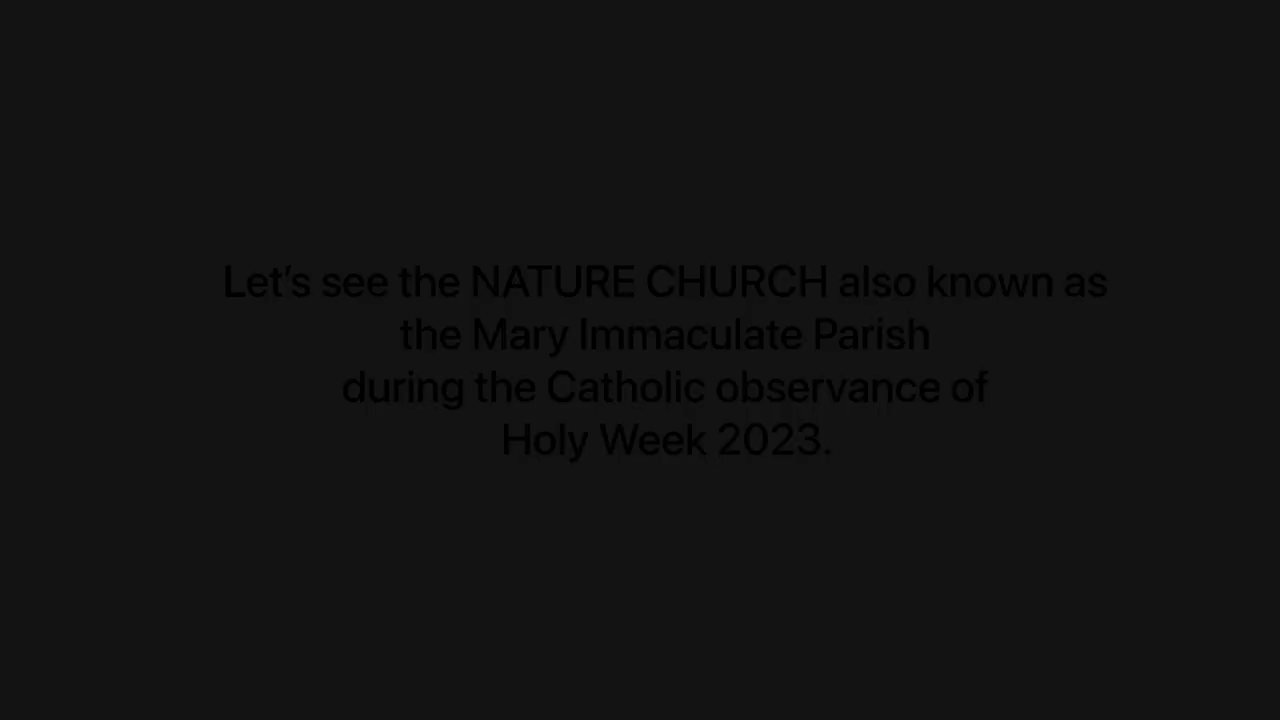 Let‘s see the NATURE CHURCH also known as
the Mary Immaculate Parish
during the Catholic observance of
Holy Week 2023.